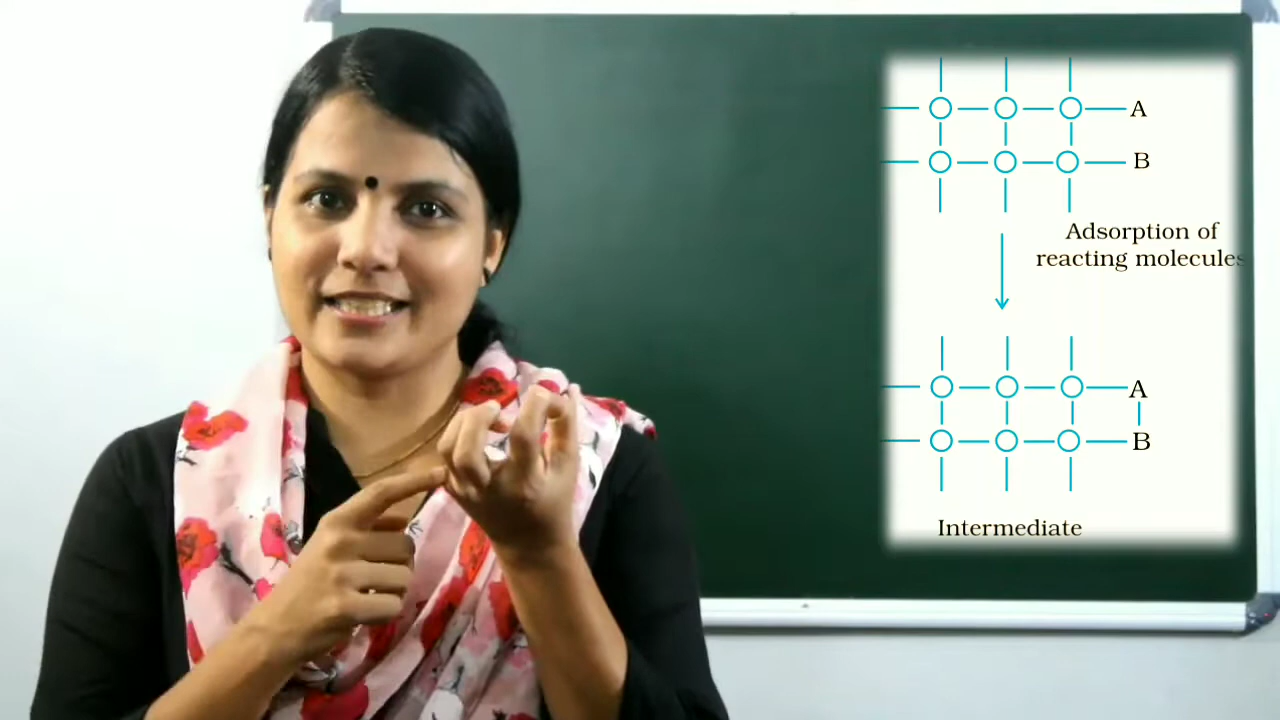 A
B
Adsorption of
reacting molecules
A
B
Intermediate